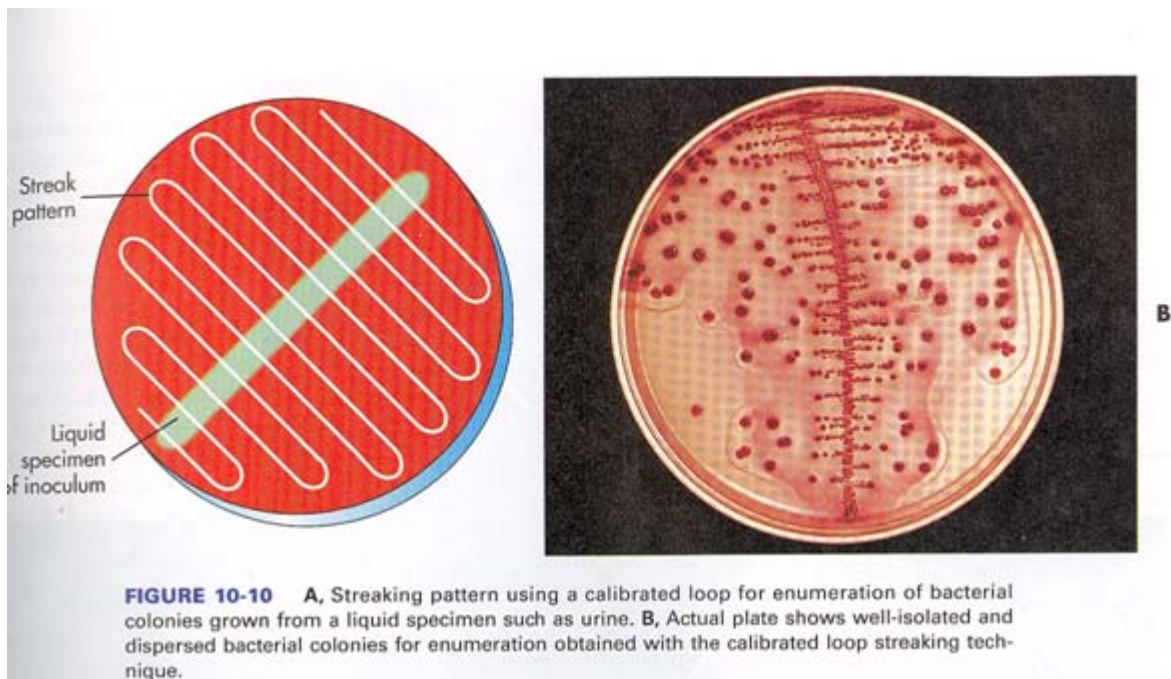 Streak
pattern
Liquid
specimen
of inoculum
B
FIGURE 10-10 A, Streaking pattern using a calibrated loop for enumeration of bacterial
colonies grown from a liquid specimen such as urine. B, Actual plate shows well-isolated and
dispersed bacterial colonies for enumeration obtained with the calibrated loop streaking tech-
nique.